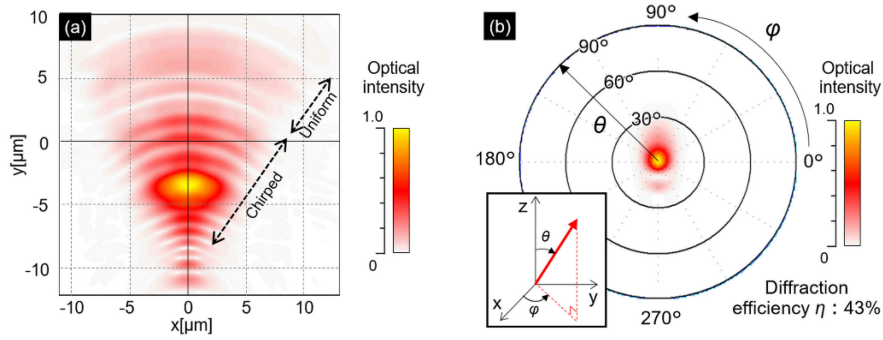 (a)
10
5
0
-5
-10
y[μm]
-10
-5
0
5
10
x[μm]
Uniform
Chirped
Optical
intensity
1.0
0
(b)
90°
φ
90°
60°
30°
θ
180°
0°
270°
Optical
intensity
1.0
0
z
θ
x
φ
y
Diffraction
efficiency η : 43%